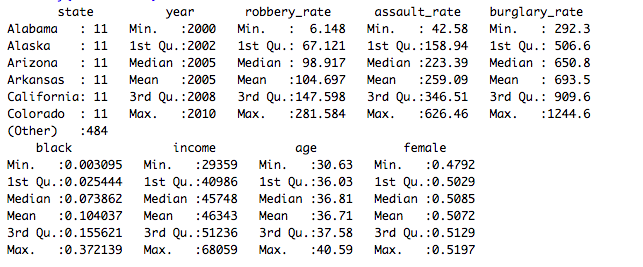 state year robbery_rate assault_rate burglary_rate
Alabama : 11 Min. :2000 Min. : 6.148 Min. : 42.58 Min. : 292.3
Alaska : 11 1st Qu.:2002 1st Qu.: 67.121 1st Qu.:158.94 1st Qu.: 506.6
Arizona : 11 Median :2005 Median : 98.917 Median :223.39 Median : 650.8
Arkansas : 11 Mean :2005 Mean :104.697 Mean :259.09 Mean : 693.5
California: 11 3rd Qu.:2008 3rd Qu.:147.598 3rd Qu.:346.51 3rd Qu.: 909.6
Colorado : 11 Max. :2010 Max. :281.584 Max. :626.46 Max. :1244.6
(Other) :484
black income age female
Min. :0.003095 Min. :29359 Min. :30.63 Min. :0.4792
1st Qu.:0.025444 1st Qu.:40986 1st Qu.:36.03 1st Qu.:0.5029
Median :0.073862 Median :45748 Median :36.81 Median :0.5085
Mean :0.104037 Mean :46343 Mean :36.71 Mean :0.5072
3rd Qu.:0.155621 3rd Qu.:51236 3rd Qu.:37.58 3rd Qu.:0.5129
Max. :0.372139 Max. :68059 Max. :40.59 Max. :0.5197